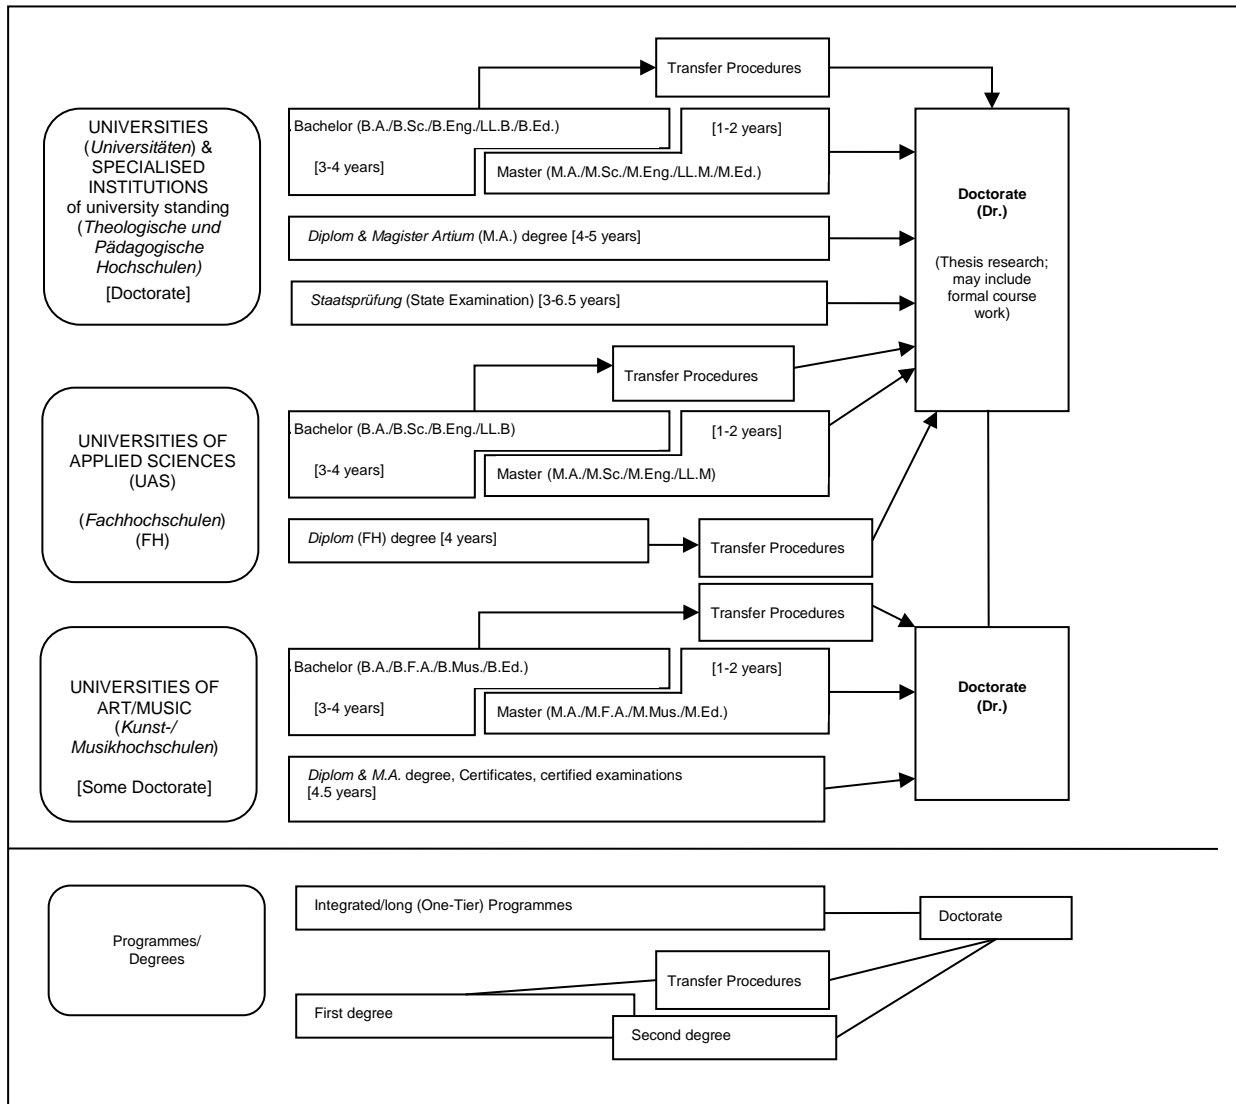 Transfer Procedures
UNIVERSITIES
(Universitäten) &
SPECIALISED
INSTITUTIONS
of university standing
(Theologische und
Pädagogische
Hochschulen)
[Doctorate]
. Bachelor (B.A./B.Sc./B.Eng./LL.B./B.Ed.)
[3-4 years]
[1-2 years]
Master (M.A./M.Sc./M.Eng./LL.M./M.Ed.)
Diplom & Magister Artium (M.A.) degree [4-5 years]
Staatsprüfung (State Examination) [3-6.5 years]
Doctorate
(Dr.)
(Thesis research;
may include
formal course
work)
Transfer Procedures
UNIVERSITIES OF
APPLIED SCIENCES
(UAS)
(Fachhochschulen)
(FH)
. Bachelor (B.A./B.Sc./B.Eng./LL.B)
[3-4 years]
[1-2 years]
Master (M.A./M.Sc./M.Eng./LL.M)
Diplom (FH) degree [4 years]
Transfer Procedures
Transfer Procedures
UNIVERSITIES OF
ART/MUSIC
(Kunst-/
Musikhochschulen)
[Some Doctorate]
. Bachelor (B.A./B.F.A./B.Mus./B.Ed.)
[3-4 years]
[1-2 years]
Master (M.A./M.F.A./M.Mus./M.Ed.)
Diplom & M.A. degree, Certificates, certified examinations
[4.5 years]
Doctorate
(Dr.)
Programmes/
Degrees
Integrated/long (One-Tier) Programmes
Doctorate
Transfer Procedures
First degree
Second degree